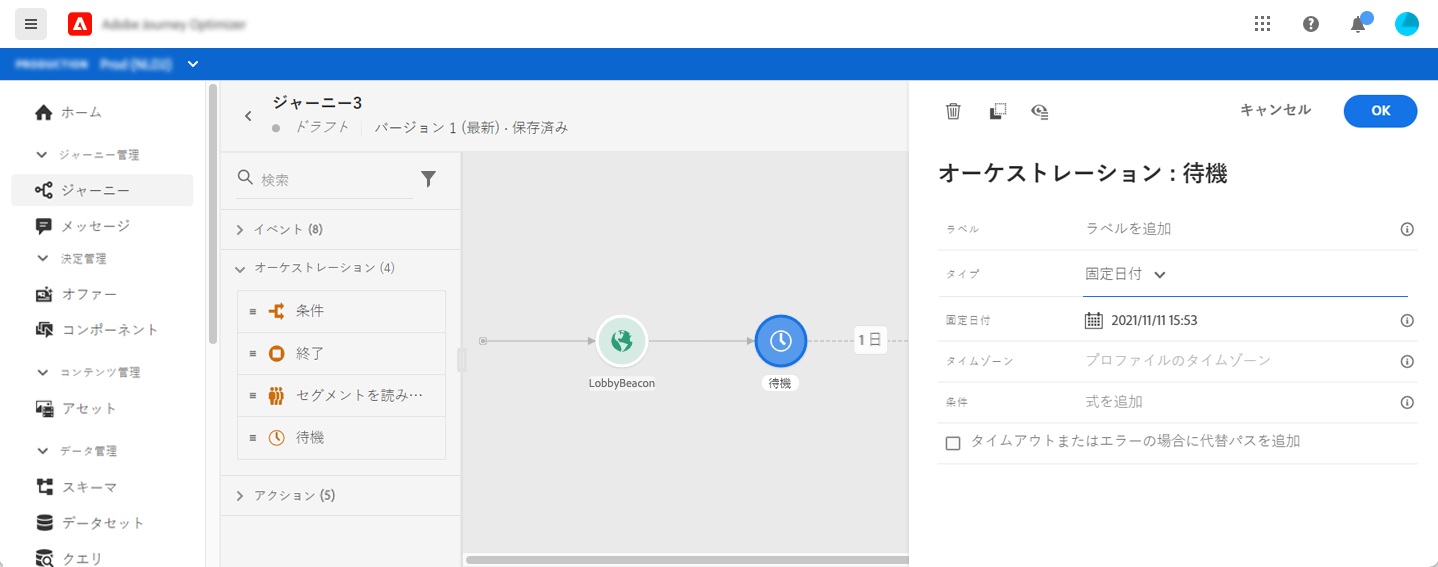 Adobe Journey Optimizer
PRODUCTION Prod (NLD2)
ホーム
ジャーニー管理
ジャーニー
メッセージ
決定管理
オファー
コンポーネント
コンテンツ管理
アセット
データ管理
スキーマ
データセット
クエリ
ジャーニー3
ドラフト バージョン 1 (最新) · 保存済み
検索
イベント (8)
オーケストレーション (4)
条件
終了
セグメントを読み…
待機
アクション (5)
LobbyBeacon
待機
1 日
キャンセル OK
オーケストレーション : 待機
ラベル ラベルを追加
タイプ 固定日付
固定日付 2021/11/11 15:53
タイムゾーン プロファイルのタイムゾーン
条件 式を追加
タイムアウトまたはエラーの場合に代替パスを追加